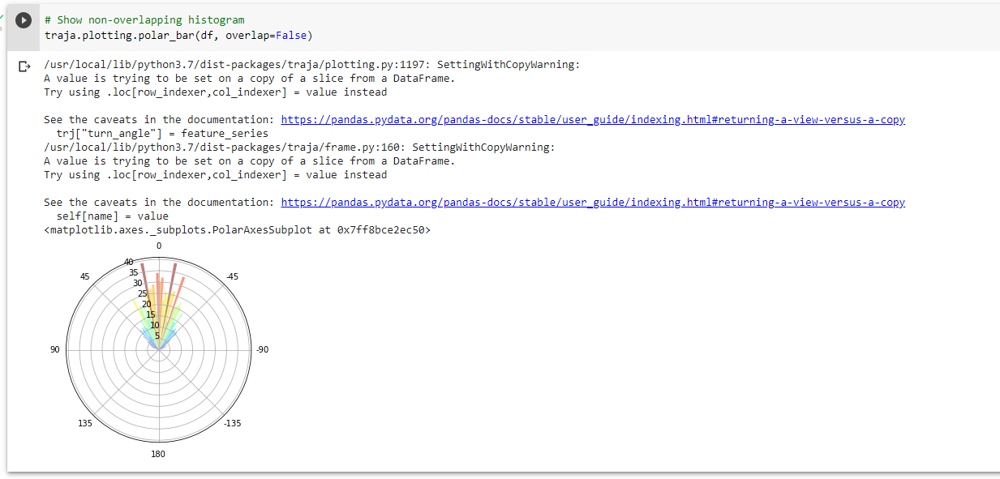 # Show non-overlapping histogram
traja.plotting.polar_bar(df, overlap=False)
/usr/local/lib/python3.7/dist-packages/traja/plotting.py:1197: SettingWithCopyWarning:
A value is trying to be set on a copy of a slice from a DataFrame.
Try using .loc[row_indexer,col_indexer] = value instead
See the caveats in the documentation: https://pandas.pydata.org/pandas-docs/stable/user_guide/indexing.html#returning-a-view-versus-a-copy
trj["turn_angle"] = feature_series
/usr/local/lib/python3.7/dist-packages/traja/frame.py:160: SettingWithCopyWarning:
A value is trying to be set on a copy of a slice from a DataFrame.
Try using .loc[row_indexer,col_indexer] = value instead
See the caveats in the documentation: https://pandas.pydata.org/pandas-docs/stable/user_guide/indexing.html#returning-a-view-versus-a-copy
self[name] = value
<matplotlib.axes._subplots.PolarAxesSubplot at 0x7ff8bce2ec50>
0
40
35
45
-45
30
25
20
15
10
5
90
-90
135
-135
180